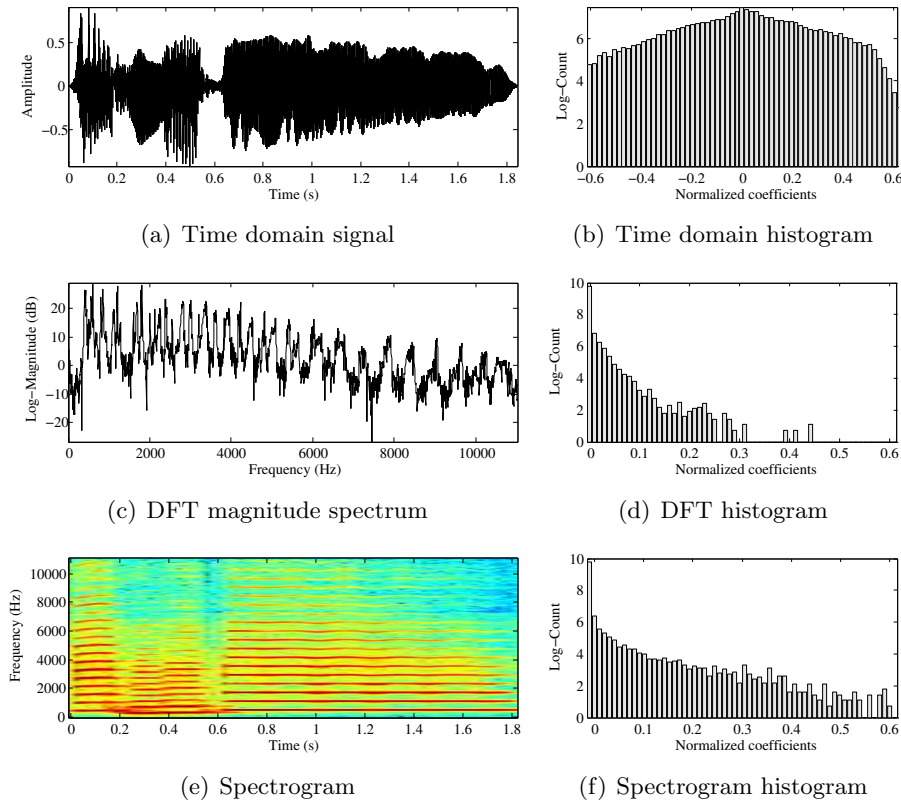 0.5
0
−0.5
Amplitude
0 0.2 0.4 0.6 0.8 1 1.2 1.4 1.6 1.8
Time (s)
(a) Time domain signal
6
4
2
0
Log−Count
−0.6 −0.4 −0.2 0 0.2 0.4 0.6
Normalized coefficients
(b) Time domain histogram
20
10
0
−10
−20
Log−Magnitude (dB)
0 2000 4000 6000 8000 10000
Frequency (Hz)
(c) DFT magnitude spectrum
10
8
6
4
2
0
Log−Count
0 0.1 0.2 0.3 0.4 0.5 0.6
Normalized coefficients
(d) DFT histogram
10000
8000
6000
4000
2000
0
Frequency (Hz)
0 0.2 0.4 0.6 0.8 1 1.2 1.4 1.6 1.8
Time (s)
(e) Spectrogram
10
8
6
4
2
0
Log−Count
0 0.1 0.2 0.3 0.4 0.5 0.6
Normalized coefficients
(f) Spectrogram histogram